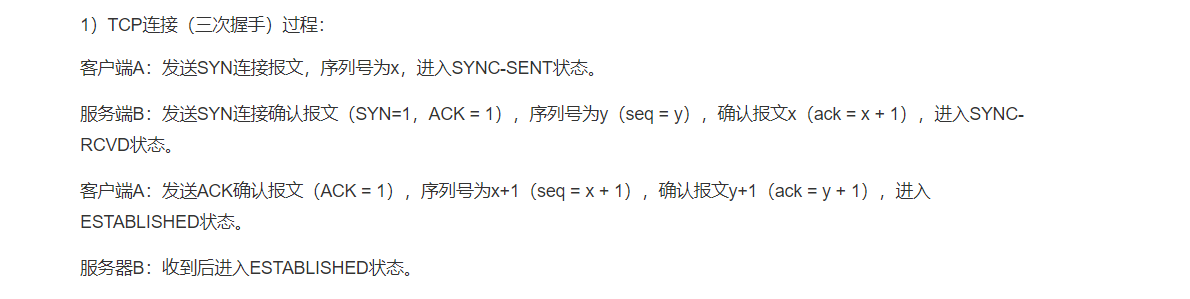 1）TCP连接（三次握手）过程：
客户端A：发送SYN连接报文，序列号为x，进入SYNC-SENT状态。
服务端B：发送SYN连接确认报文（SYN=1，ACK = 1），序列号为y（seq = y），确认报文x（ack = x + 1），进入SYNC-
RCVD状态。
客户端A：发送ACK确认报文（ACK = 1），序列号为x+1（seq = x + 1），确认报文y+1（ack = y + 1），进入
ESTABLISHED状态。
服务器B：收到后进入ESTABLISHED状态。